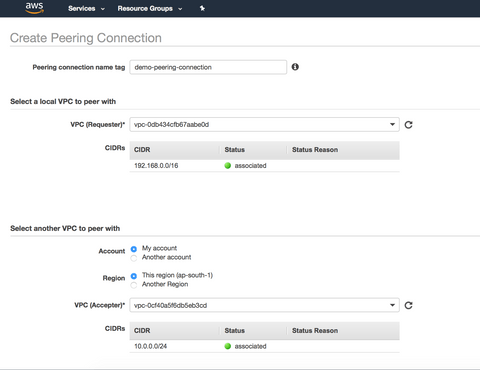 aws
Services
Resource Groups
Create Peering Connection
Peering connection name tag
demo-peering-connection
Select a local VPC to peer with
VPC (Requester)*
vpc-0db434cfb67aabe0d
CIDRs
CIDR Status Status Reason
192.168.0.0/16 associated
Select another VPC to peer with
Account
My account
Another account
Region
This region (ap-south-1)
Another Region
VPC (Accepter)*
vpc-0cf40a5f6db5eb3cd
CIDRs
CIDR Status Status Reason
10.0.0.0/24 associated